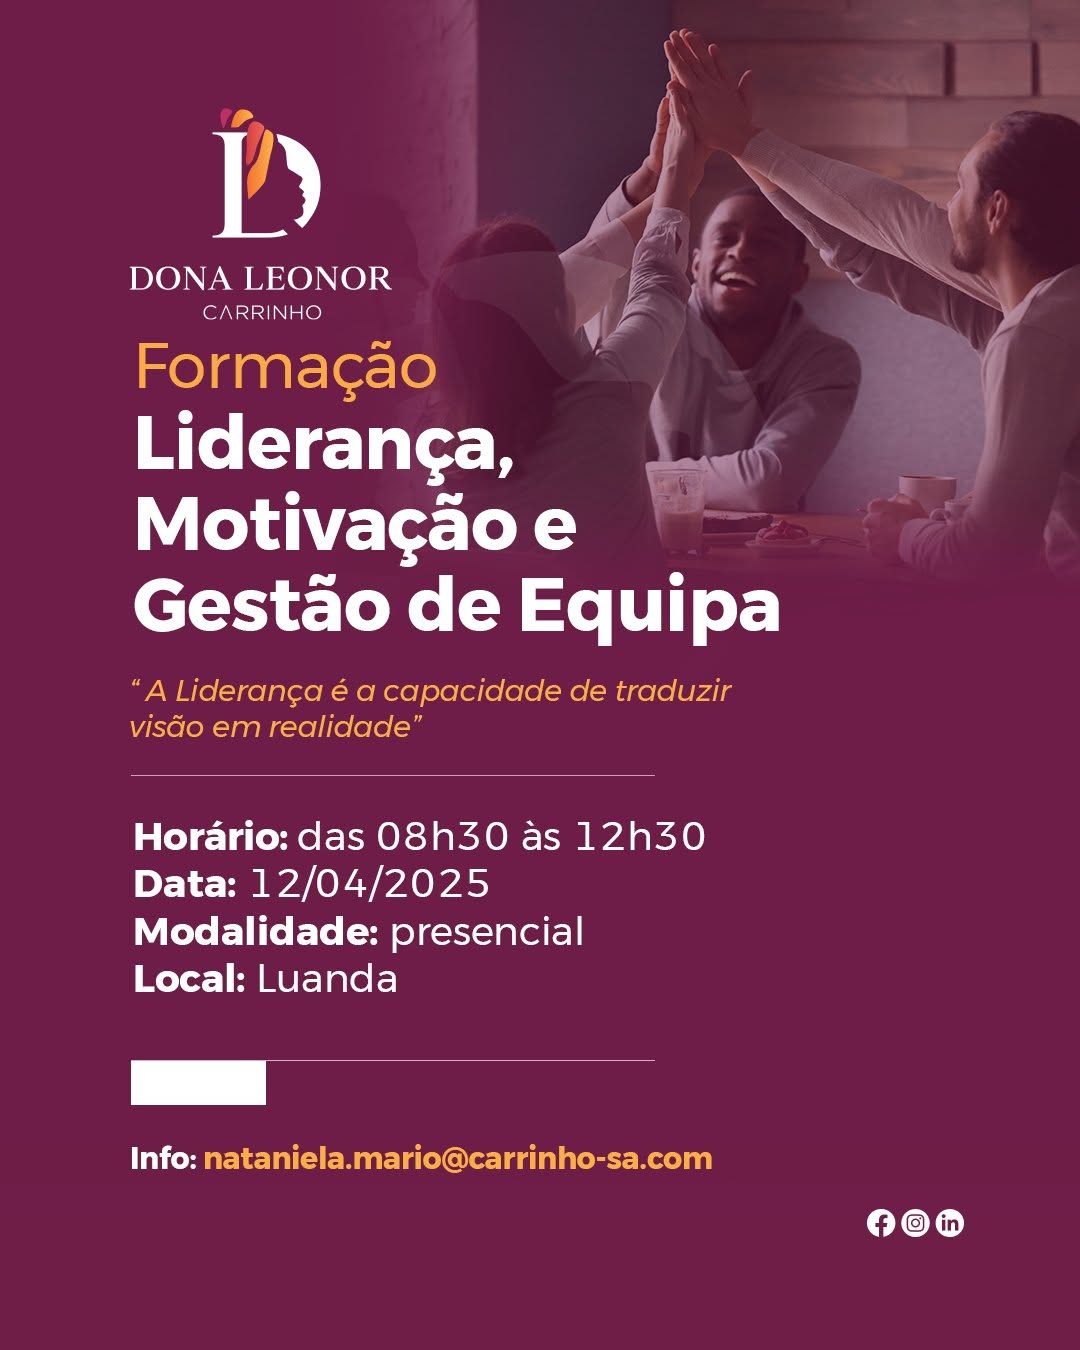 DONA LEONOR
CARRINHO
Formação
Liderança,
Motivação e
Gestão de Equipa
“ A Liderança é a capacidade de traduzir
visão em realidade”
Horário: das 08h30 às 12h30
Data: 12/04/2025
Modalidade: presencial
Local: Luanda
Info: nataniela.mario@carrinho-sa.com